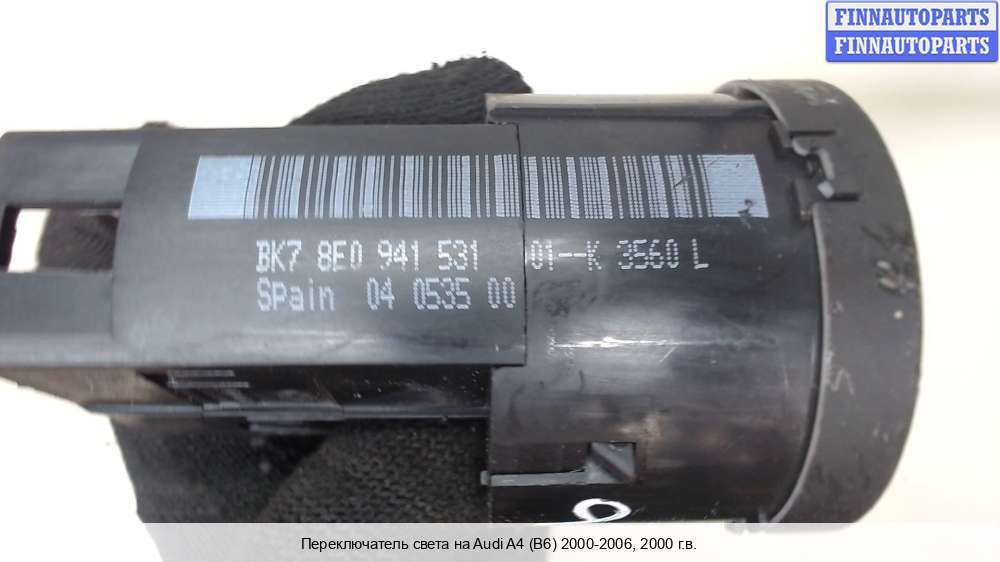 FINNAUTOPARTS
FINNAUTOPARTS
BK7 8E0 941 531 01--K 3560 L
Spain 04 0535 00
Переключатель света на Audi A4 (B6) 2000-2006, 2000 г.в.